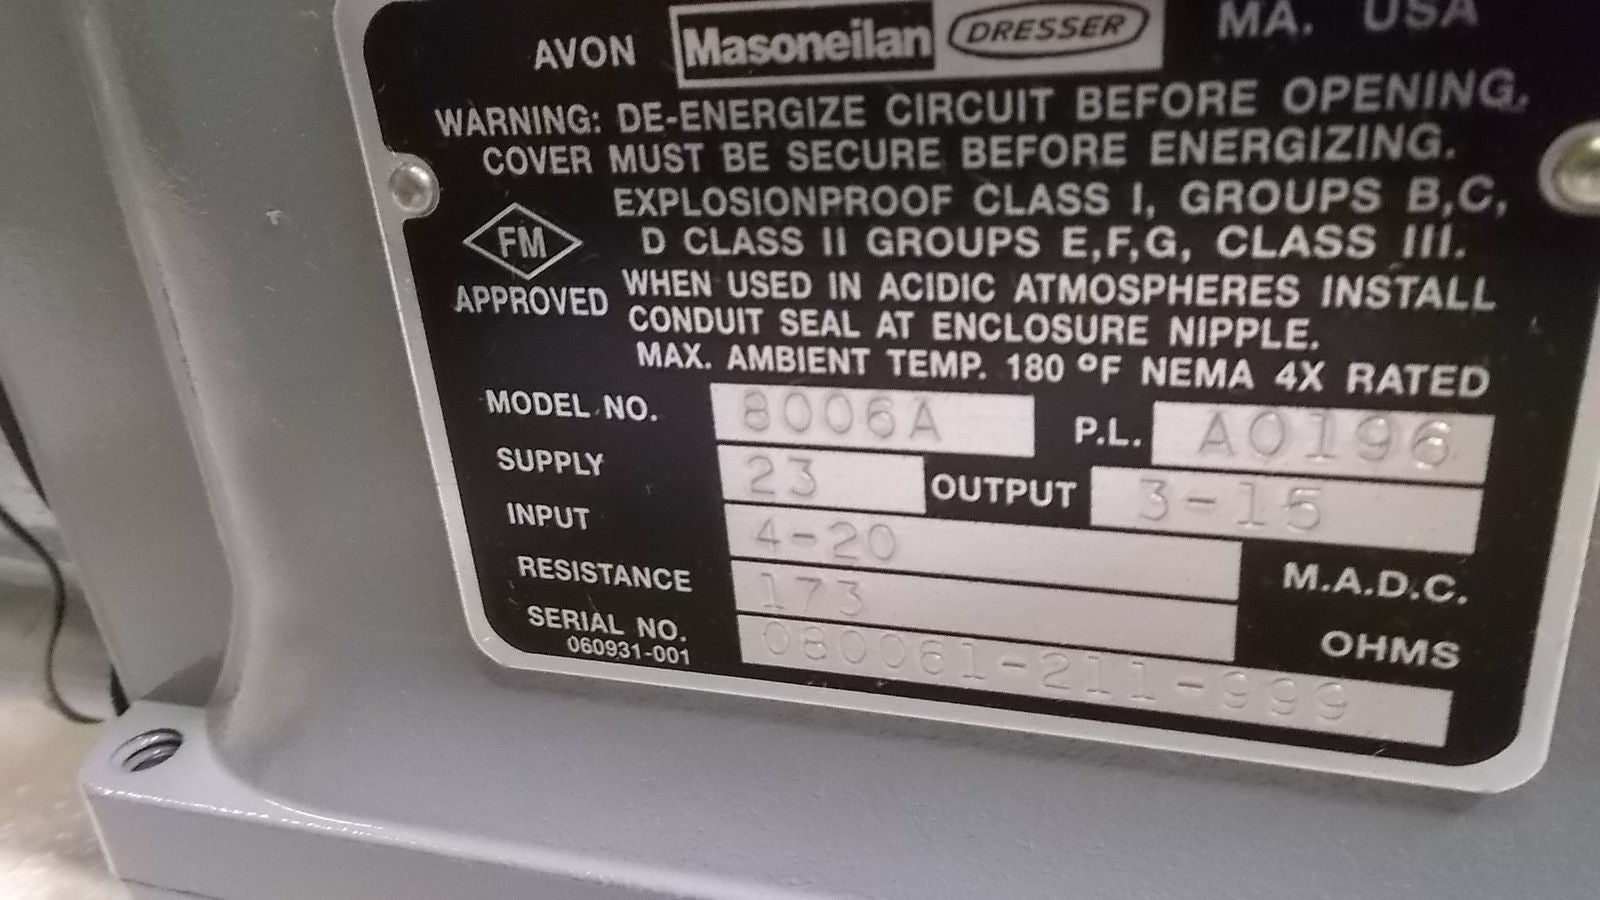 AVON Masoneilan DRESSER MA. USA
WARNING: DE-ENERGIZE CIRCUIT BEFORE OPENING.
COVER MUST BE SECURE BEFORE ENERGIZING.
EXPLOSIONPROOF CLASS I, GROUPS B,C,
D CLASS II GROUPS E,F,G, CLASS III.
FM
APPROVED
WHEN USED IN ACIDIC ATMOSPHERES INSTALL
CONDUIT SEAL AT ENCLOSURE NIPPLE.
MAX. AMBIENT TEMP. 180 °F NEMA 4X RATED
MODEL NO. 8006A P.L. A0196
SUPPLY 23 OUTPUT 3-15
INPUT 4-20 M.A.D.C.
RESISTANCE 173 OHMS
SERIAL NO. 080061-211-999
060931-001